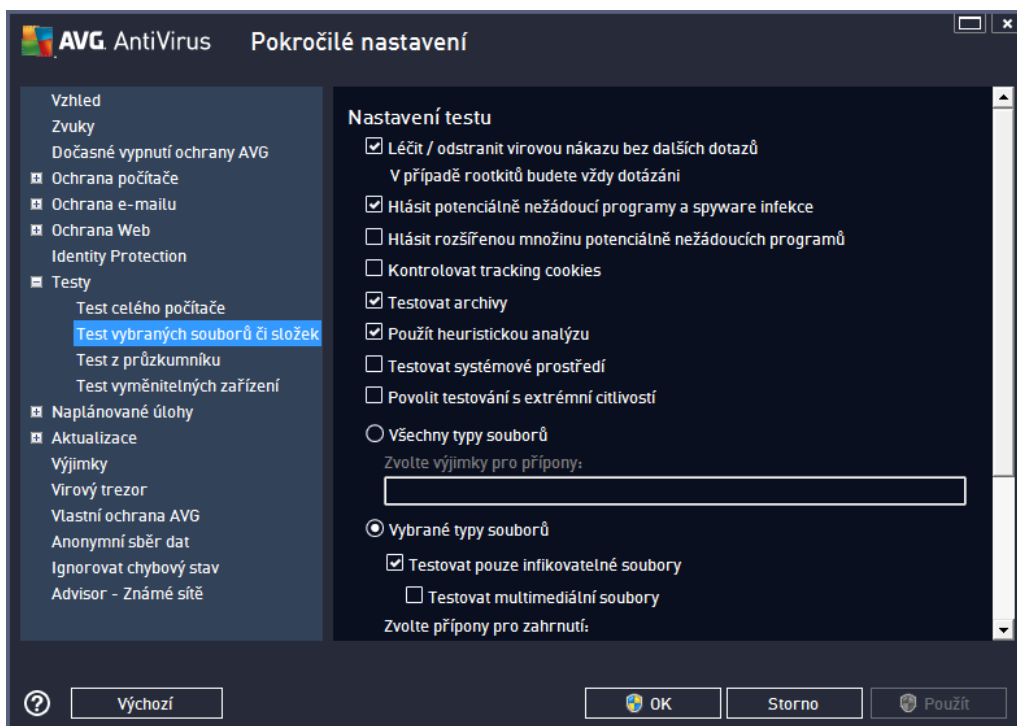 AVG. AntiVirus Pokročilé nastavení
Vzhled
Zvuky
Dočasné vypnutí ochrany AVG
Ochrana počítače
Ochrana e-mailu
Ochrana Web
Identity Protection
Testy
Test celého počítače
Test vybraných souborů či složek
Test z průzkumníku
Test vyměnitelných zařízení
Naplánované úlohy
Aktualizace
Výjimky
Virový trezor
Vlastní ochrana AVG
Anonymní sběr dat
Ignorovat chybový stav
Advisor - Známé sítě
Nastavení testu
Léčit / odstranit virovou nákazu bez dalších dotazů
V případě rootkitů budete vždy dotázáni
Hlásit potenciálně nežádoucí programy a spyware infekce
Hlásit rozšířenou množinu potenciálně nežádoucích programů
Kontrolovat tracking cookies
Testovat archivy
Použít heuristickou analýzu
Testovat systémové prostředí
Povolit testování s extrémní citlivostí
Všechny typy souborů
Zvolte výjimky pro přípony:
Vybrané typy souborů
Testovat pouze infikovatelné soubory
Testovat multimediální soubory
Zvolte přípony pro zahrnutí:
Výchozí
OK
Storno
Použít